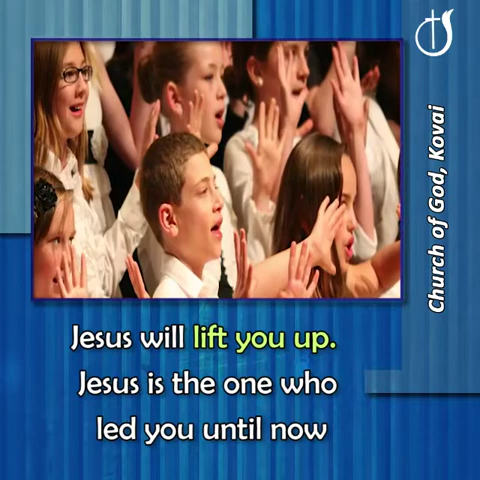 Church of God, Kovai
Jesus will lift you up.
Jesus is the one who
led you until now